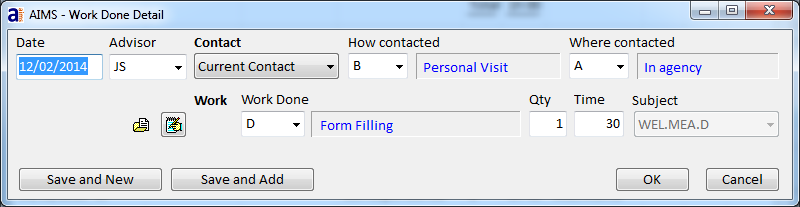 AIMS - Work Done Detail
Date Advisor Contact How contacted Where contacted
12/02/2014 JS Current Contact B Personal Visit A In agency
Work Work Done Qty Time Subject
D Form Filling 1 30 WEL.MEA.D
Save and New Save and Add OK Cancel